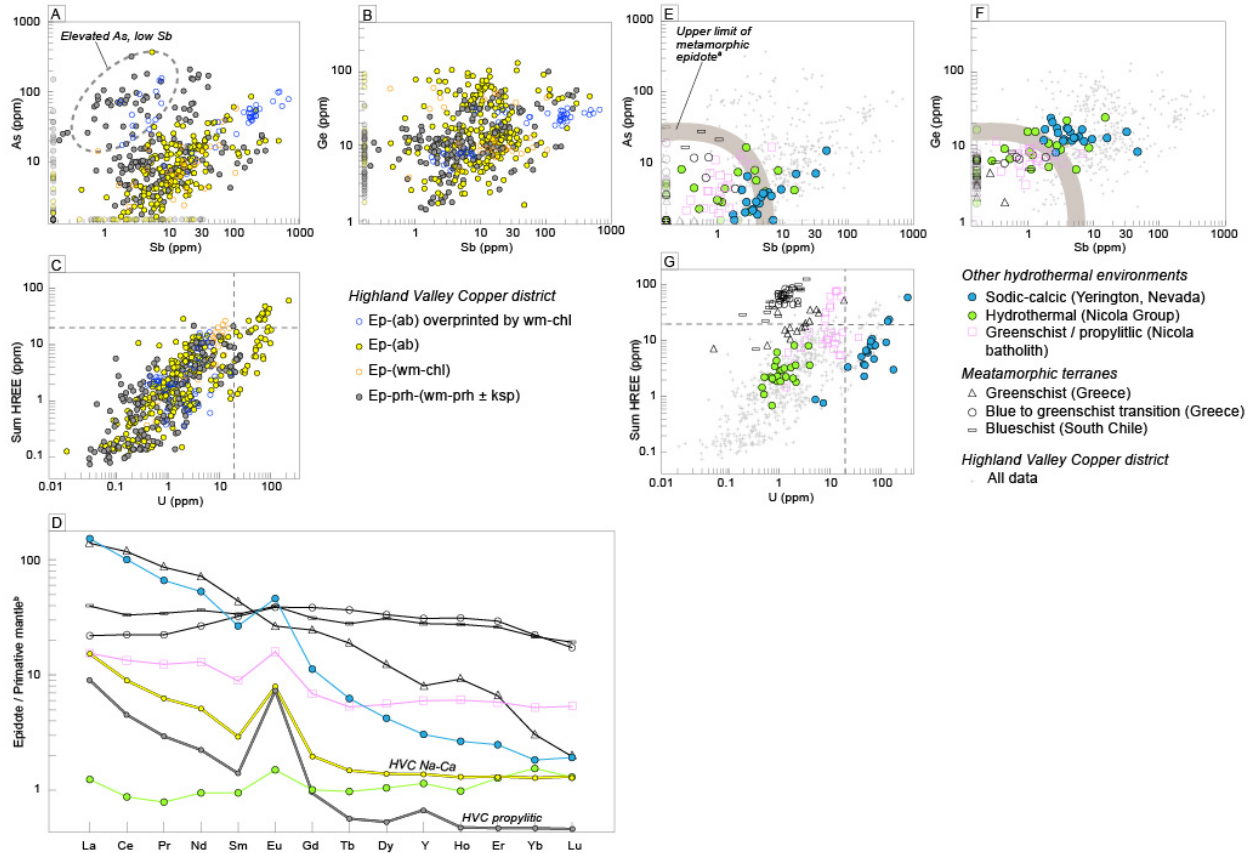 A
1000
100
10
As (ppm)
Elevated As, low Sb
1
10
100
1000
Sb (ppm)
B
1000
100
10
1
Ge (ppm)
1
10
100
1000
Sb (ppm)
E
1000
100
10
As (ppm)
Upper limit of
metamorphic
epidoteª
1
10
30
100
1000
Sb (ppm)
F
1000
100
10
1
Ge (ppm)
1
10
30
100
1000
Sb (ppm)
C
100
10
1
0.1
Sum HREE (ppm)
0.01
0.1
1
10
100
U (ppm)
Highland Valley Copper district
Ep-(ab) overprinted by wm-chl
Ep-(ab)
Ep-(wm-chl)
Ep-prh-(wm-prh ± ksp)
G
100
10
1
0.1
Sum HREE (ppm)
0.01
0.1
1
10
100
U (ppm)
Other hydrothermal environments
Sodic-calcic (Yerington, Nevada)
Hydrothermal (Nicola Group)
Greenschist / propylitlic (Nicola
batholith)
Meatamorphic terranes
Greenschist (Greece)
Blue to greenschist transition (Greece)
Blueschist (South Chile)
Highland Valley Copper district
All data
D
100
10
1
Epidote / Primative mantleᵇ
HVC Na-Ca
HVC propylitic
La Ce Pr Nd Sm Eu Gd Tb Dy Y Ho Er Yb Lu